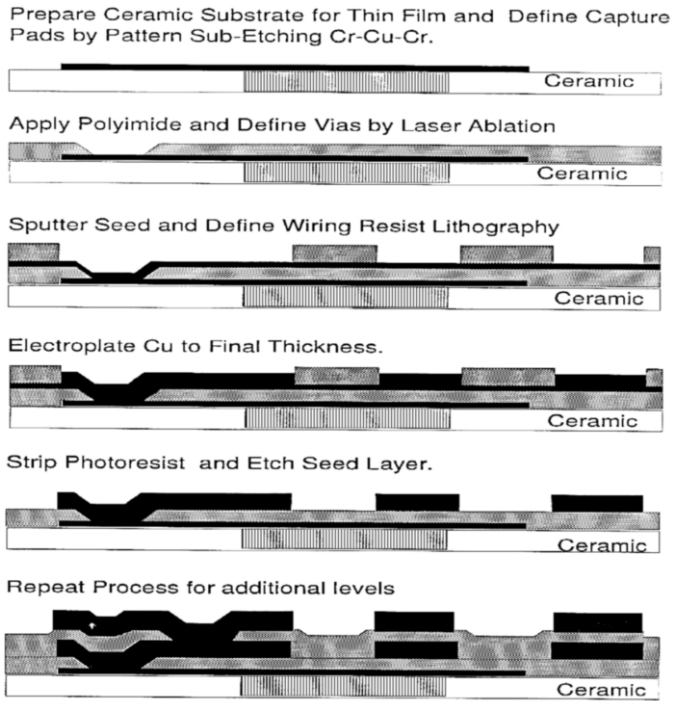 Prepare Ceramic Substrate for Thin Film and Define Capture
Pads by Pattern Sub-Etching Cr-Cu-Cr.
Ceramic
Apply Polyimide and Define Vias by Laser Ablation
Ceramic
Sputter Seed and Define Wiring Resist Lithography
Ceramic
Electroplate Cu to Final Thickness.
Ceramic
Strip Photoresist and Etch Seed Layer.
Ceramic
Repeat Process for additional levels
Ceramic